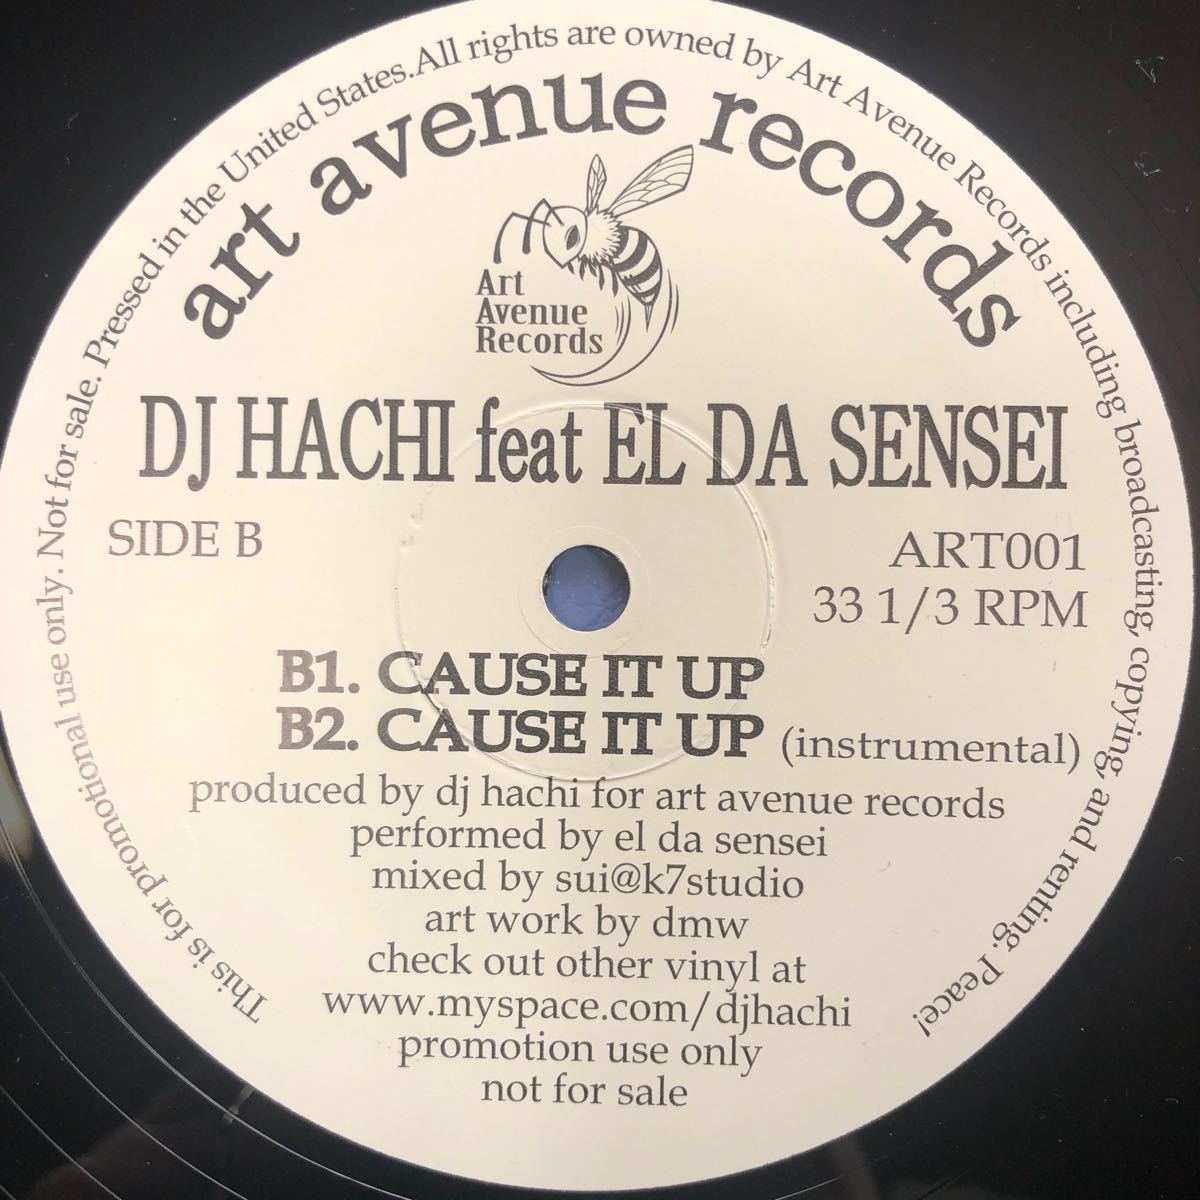 This is for promotional use only. Not for sale. Pressed in the United States.All rights are owned by Art Avenue Records including broadcasting, copying, and renting. Peace!
art avenue records
Art
Avenue
Records
DJ HACHI feat EL DA SENSEI
SIDE B
ART001
33 1/3 RPM
B1. CAUSE IT UP
B2. CAUSE IT UP (instrumental)
produced by dj hachi for art avenue records
performed by el da sensei
mixed by sui@k7studio
art work by dmw
check out other vinyl at
www.myspace.com/djhachi
promotion use only
not for sale